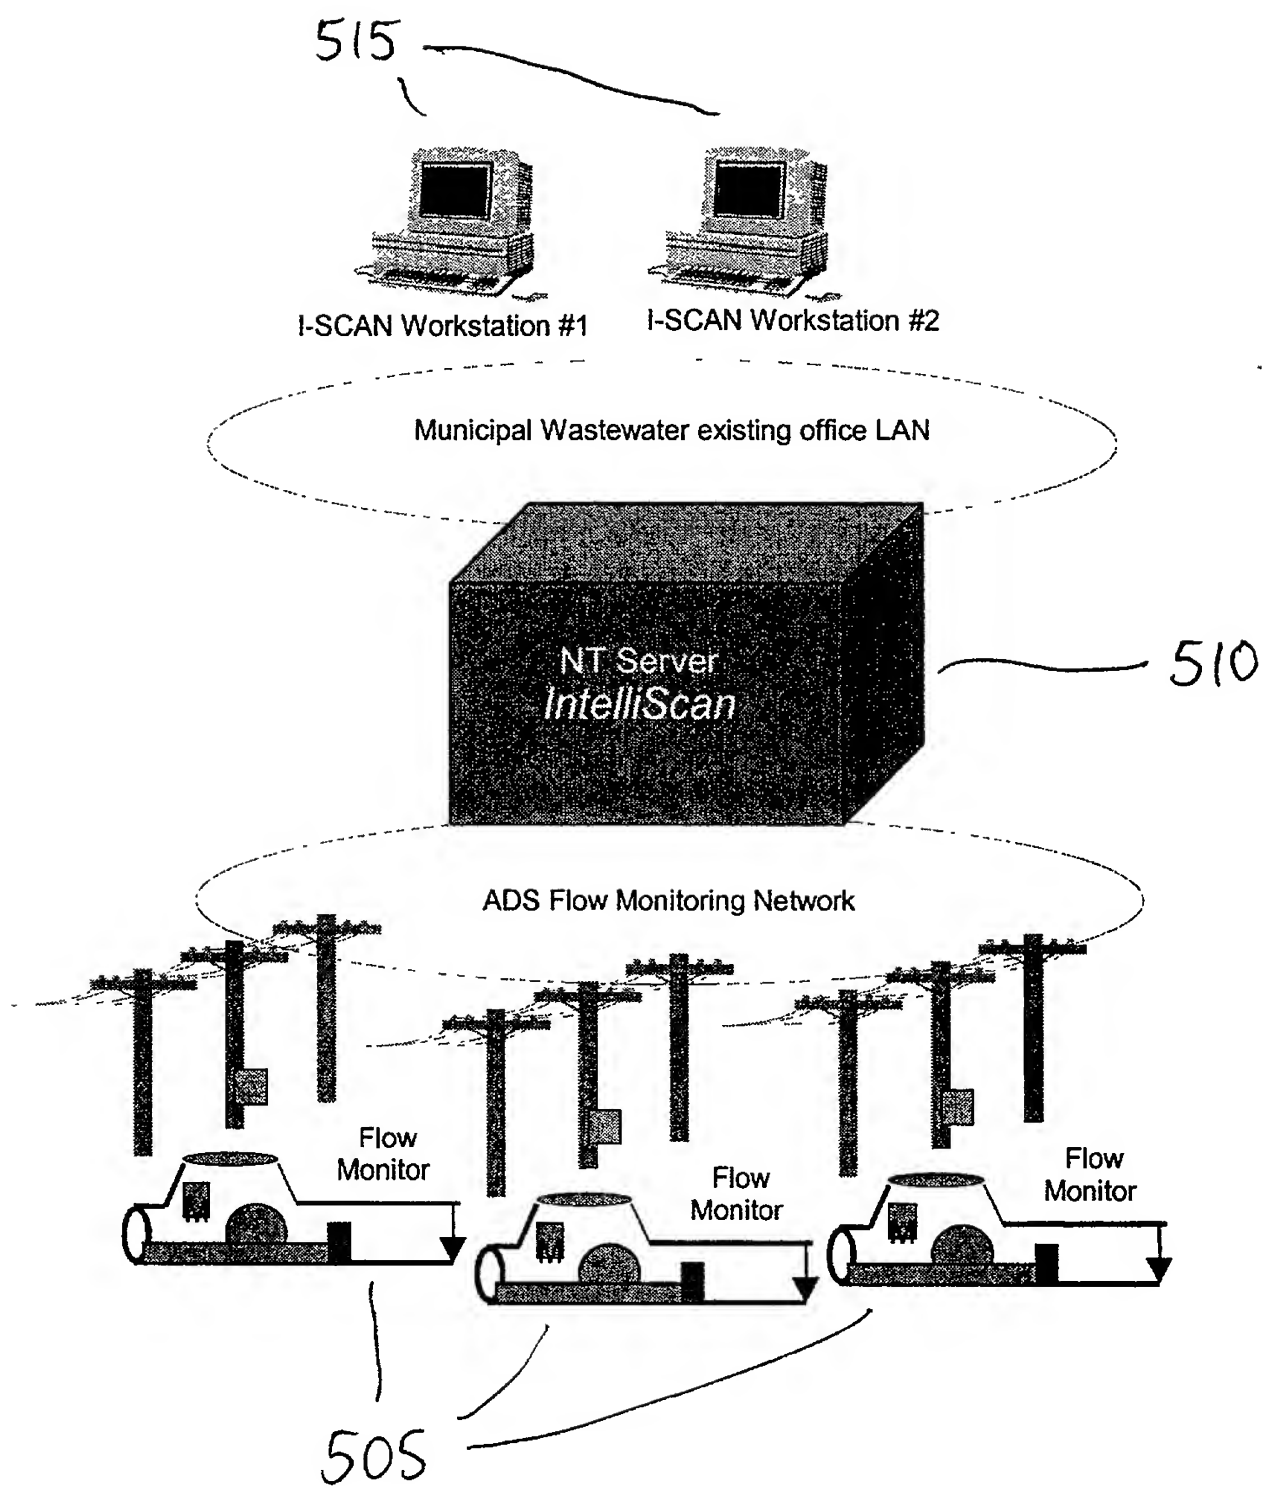 515
I-SCAN Workstation #1
I-SCAN Workstation #2
Municipal Wastewater existing office LAN
NT Server
IntelliScan
510
ADS Flow Monitoring Network
Flow
Monitor
Flow
Monitor
Flow
Monitor
505